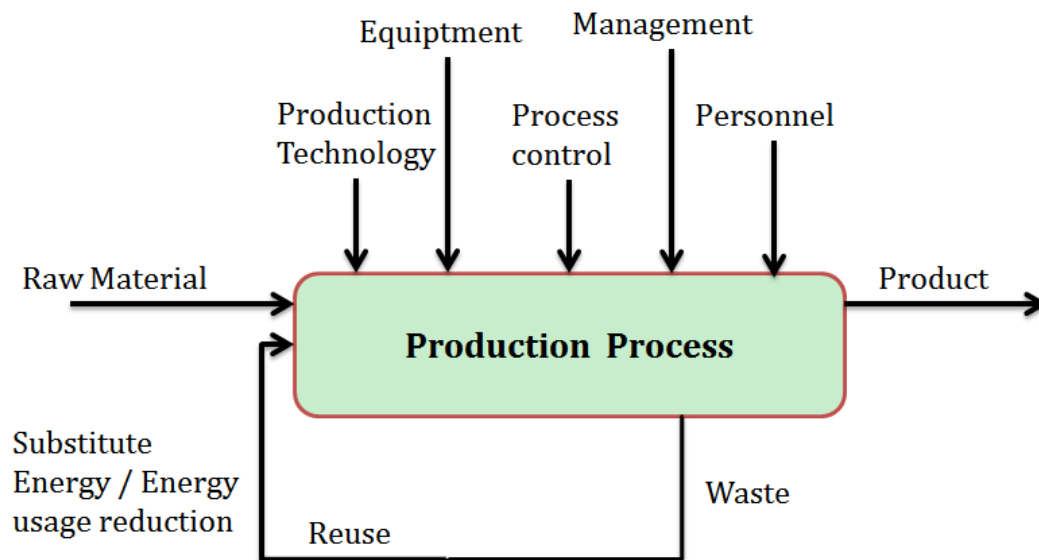 Equiptment
Management
Production
Technology
Process
control
Personnel
Raw Material
Product
Production Process
Substitute
Energy / Energy
usage reduction
Waste
Reuse